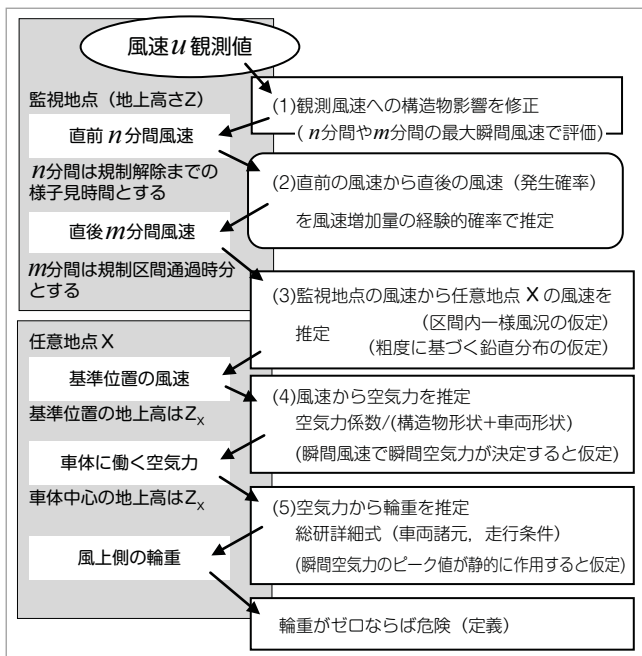 風速u観測値
監視地点（地上高さZ）
(1)観測風速への構造物影響を修正
(n分間やm分間の最大瞬間風速で評価)
直前n分間風速
n分間は規制解除までの
様子見時間とする
(2)直前の風速から直後の風速（発生確率）
を風速増加量の経験的確率で推定
直後m分間風速
m分間は規制区間通過時分
とする
(3)監視地点の風速から任意地点Xの風速を
推定　（区間内一様風況の仮定）
（粗度に基づく鉛直分布の仮定）
任意地点X
基準位置の風速
基準位置の地上高はZx
(4)風速から空気力を推定
空気力係数/(構造物形状＋車両形状)
(瞬間風速で瞬間空気力が決定すると仮定)
車体に働く空気力
車体中心の地上高はZx
(5)空気力から輪重を推定
総研詳細式（車両諸元，走行条件）
(瞬間空気力のピーク値が静的に作用すると仮定)
風上側の輪重
輪重がゼロならば危険（定義）